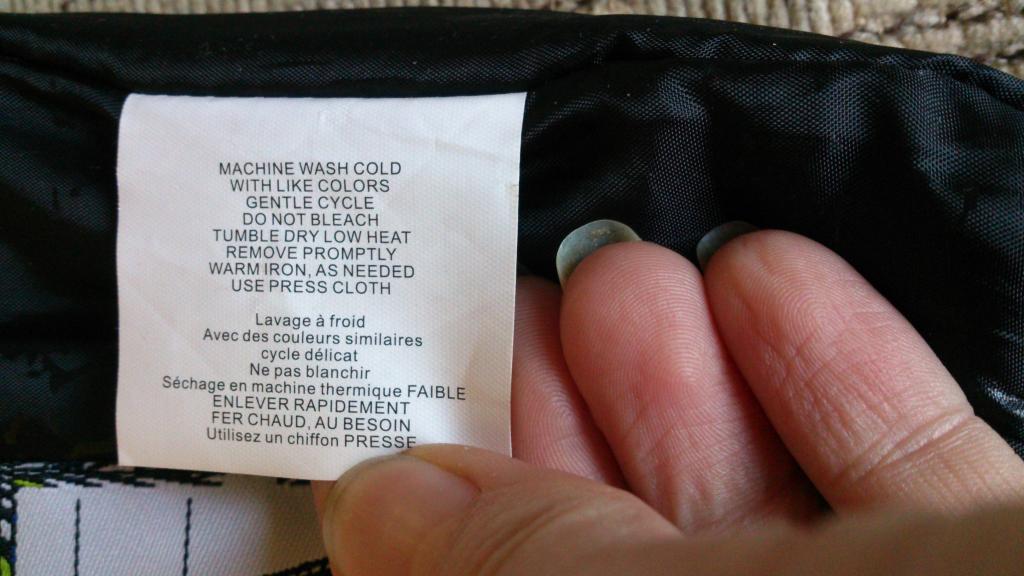 MACHINE WASH COLD
WITH LIKE COLORS
GENTLE CYCLE
DO NOT BLEACH
TUMBLE DRY LOW HEAT
REMOVE PROMPTLY
WARM IRON, AS NEEDED
USE PRESS CLOTH
Lavage à froid
Avec des couleurs similaires
cycle délicat
Ne pas blanchir
Séchage en machine thermique FAIBLE
ENLEVER RAPIDEMENT
FER CHAUD, AU BESOIN
Utilisez un chiffon PRESSE